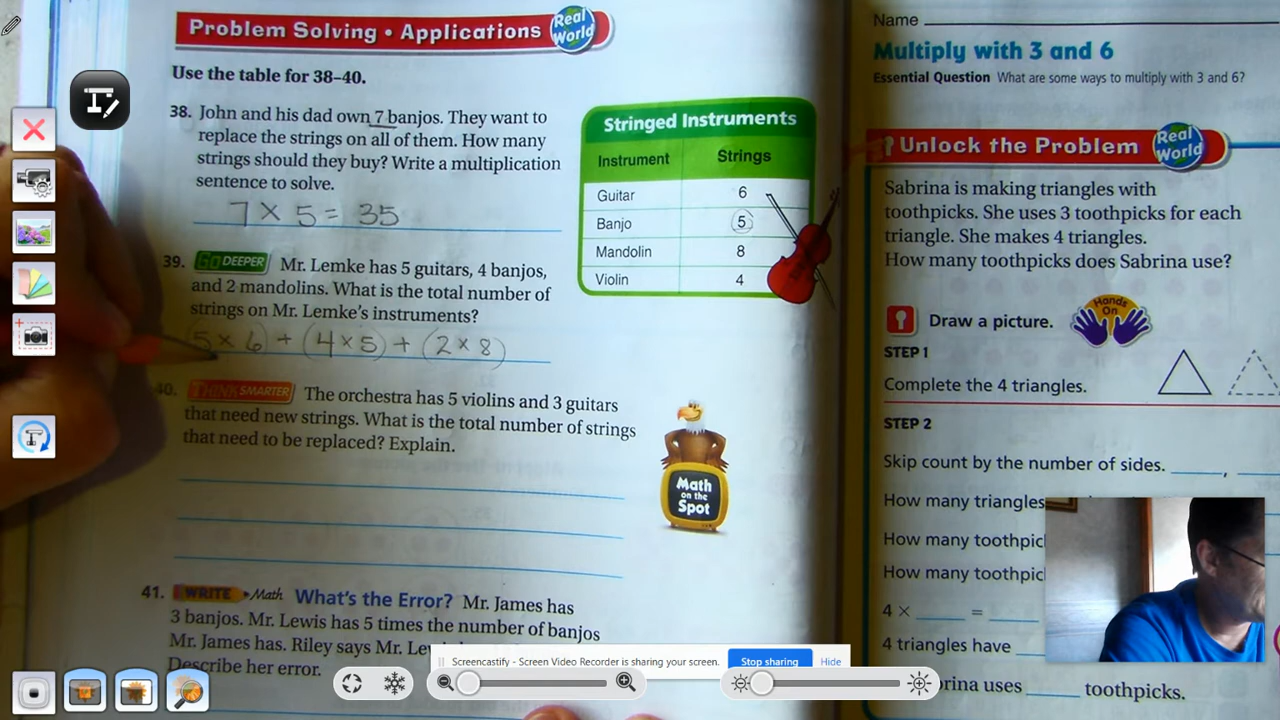 Problem Solving • Applications
Real World
Use the table for 38–40.
38. John and his dad own 7 banjos. They want to
replace the strings on all of them. How many
strings should they buy? Write a multiplication
sentence to solve.
7 × 5 = 35
39. GO DEEPER Mr. Lemke has 5 guitars, 4 banjos,
and 2 mandolins. What is the total number of
strings on Mr. Lemke's instruments?
(5 × 6) + (4 × 5) + (2 × 8)
40. THINK SMARTER The orchestra has 5 violins and 3 guitars
that need new strings. What is the total number of strings
that need to be replaced? Explain.
41. WRITE Math What's the Error? Mr. James has
3 banjos. Mr. Lewis has 5 times the number of banjos
Mr. James has. Riley says Mr.
Describe her error.
Stringed Instruments
Instrument Strings
Guitar 6
Banjo 5
Mandolin 8
Violin 4
Math
on the
Spot
Name
Multiply with 3 and 6
Essential Question What are some ways to multiply with 3 and 6?
Unlock the Problem
Real World
Sabrina is making triangles with
toothpicks. She uses 3 toothpicks for each
triangle. She makes 4 triangles.
How many toothpicks does Sabrina use?
Draw a picture.
Hands On
STEP 1
Complete the 4 triangles.
STEP 2
Skip count by the number of sides. ____, ____
How many triangles
How many
How many
4 × ____ = ____
4 triangles have ____
uses ____ toothpicks.
Screencastify - Screen Video Recorder is sharing your screen.
Stop sharing
Hide